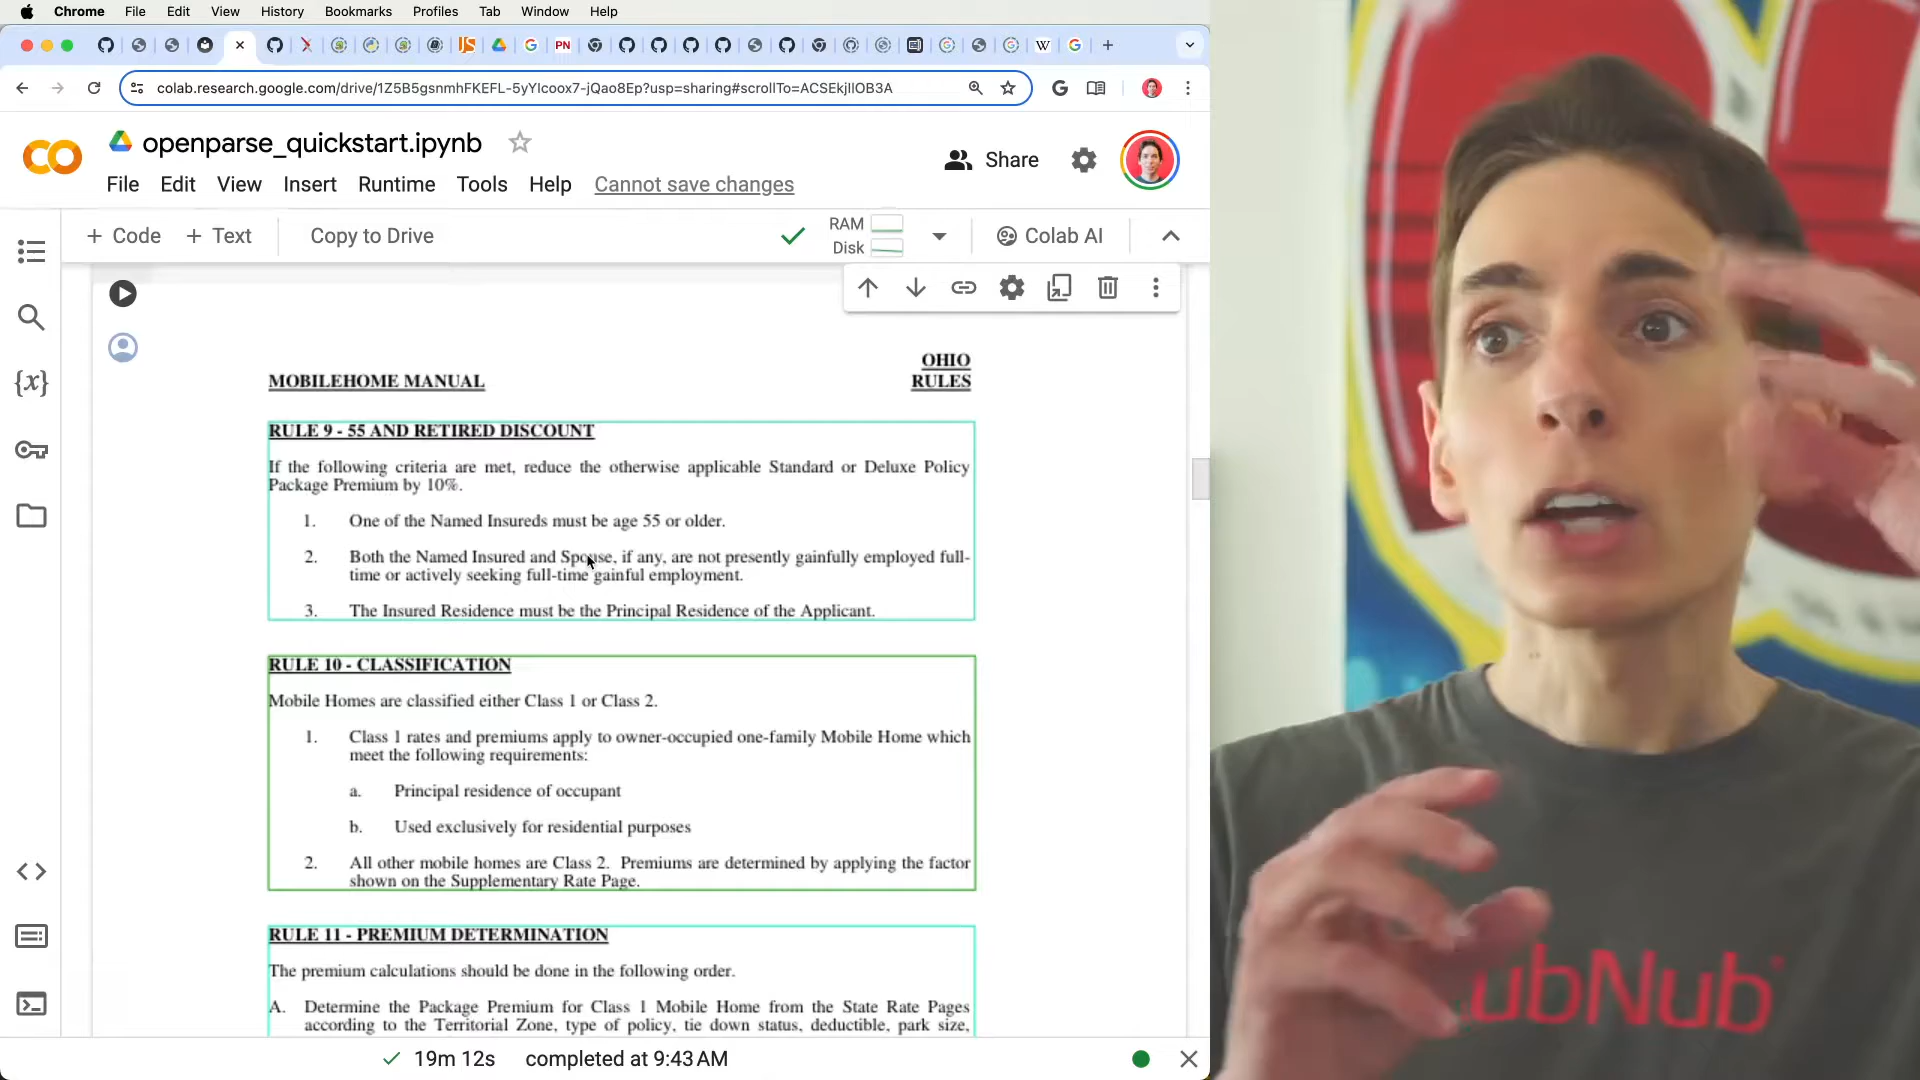 Chrome File Edit View History Bookmarks Profiles Tab Window Help
colab.research.google.com/drive/1Z5B5gsnmhFKEFL-5yYIcoox7-jQao8Ep?usp=sharing#scrollTo=ACSEkjIlOB3A
openparse_quickstart.ipynb
Share
File Edit View Insert Runtime Tools Help Cannot save changes
+ Code + Text Copy to Drive
RAM
Disk
Colab AI
MOBILEHOME MANUAL
OHIO
RULES
RULE 9 - 55 AND RETIRED DISCOUNT
If the following criteria are met, reduce the otherwise applicable Standard or Deluxe Policy
Package Premium by 10%.
1. One of the Named Insureds must be age 55 or older.
2. Both the Named Insured and Spouse, if any, are not presently gainfully employed full-
time or actively seeking full-time gainful employment.
3. The Insured Residence must be the Principal Residence of the Applicant.
RULE 10 - CLASSIFICATION
Mobile Homes are classified either Class 1 or Class 2.
1. Class 1 rates and premiums apply to owner-occupied one-family Mobile Home which
meet the following requirements:
a. Principal residence of occupant
b. Used exclusively for residential purposes
2. All other mobile homes are Class 2. Premiums are determined by applying the factor
shown on the Supplementary Rate Page.
RULE 11 - PREMIUM DETERMINATION
The premium calculations should be done in the following order.
A. Determine the Package Premium for Class 1 Mobile Home from the State Rate Pages
according to the Territorial Zone, type of policy, tie down status, deductible, park size,
19m 12s completed at 9:43 AM
ubNub